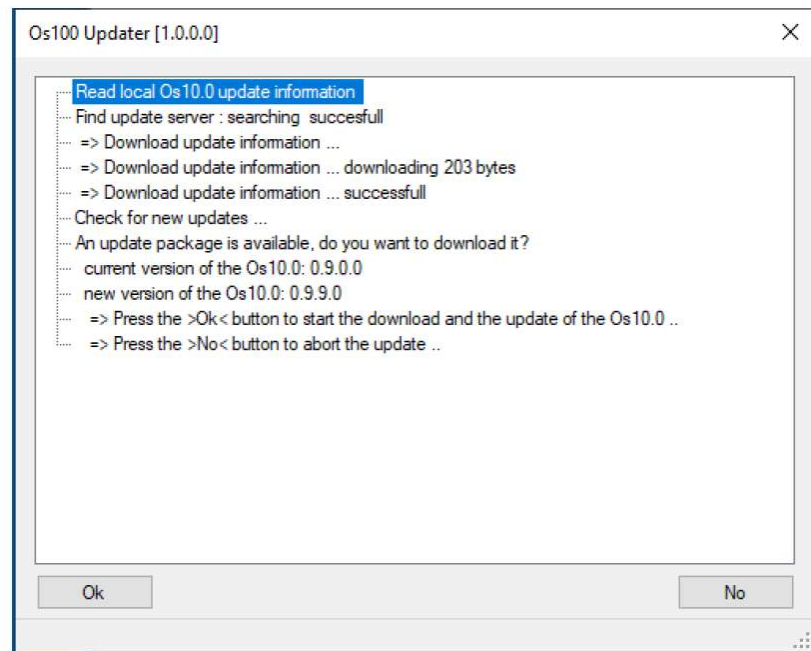 Os100 Updater [1.0.0.0]
Read local Os10.0 update information
Find update server : searching  succesfull
=> Download update information ...
=> Download update information ... downloading 203 bytes
=> Download update information ... successfull
Check for new updates ...
An update package is available, do you want to download it?
current version of the Os10.0: 0.9.0.0
new version of the Os10.0: 0.9.9.0
=> Press the >Ok< button to start the download and the update of the Os10.0 ..
=> Press the >No< button to abort the update ..
Ok
No